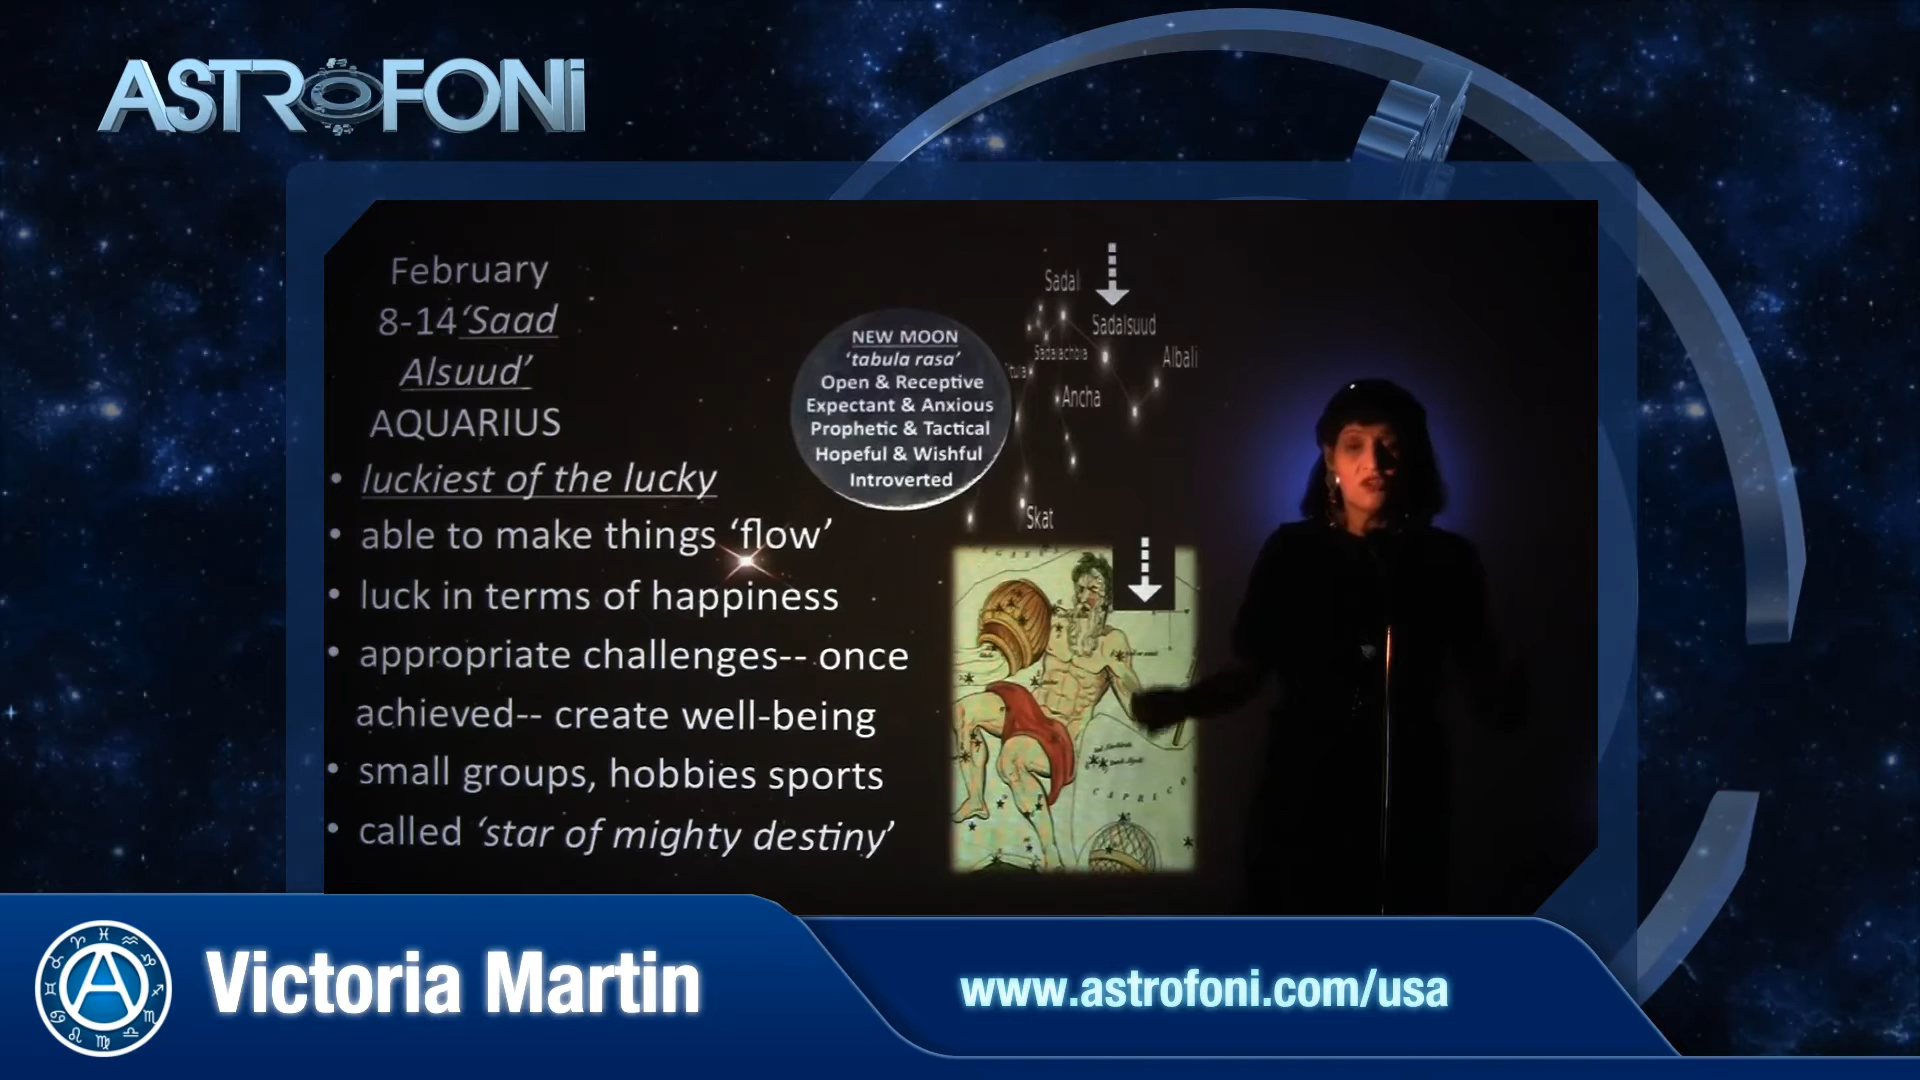 ASTROFONi
February
8-14 'Saad
Alsuud'
AQUARIUS
• luckiest of the lucky
• able to make things 'flow'
• luck in terms of happiness
• appropriate challenges-- once
achieved-- create well-being
• small groups, hobbies sports
• called 'star of mighty destiny'
NEW MOON
'tabula rasa'
Open & Receptive
Expectant & Anxious
Prophetic & Tactical
Hopeful & Wishful
Introverted
Sadal
Sadalsuud
Sadalachbia
Albali
Ancha
Skat
Victoria Martin
www.astrofoni.com/usa